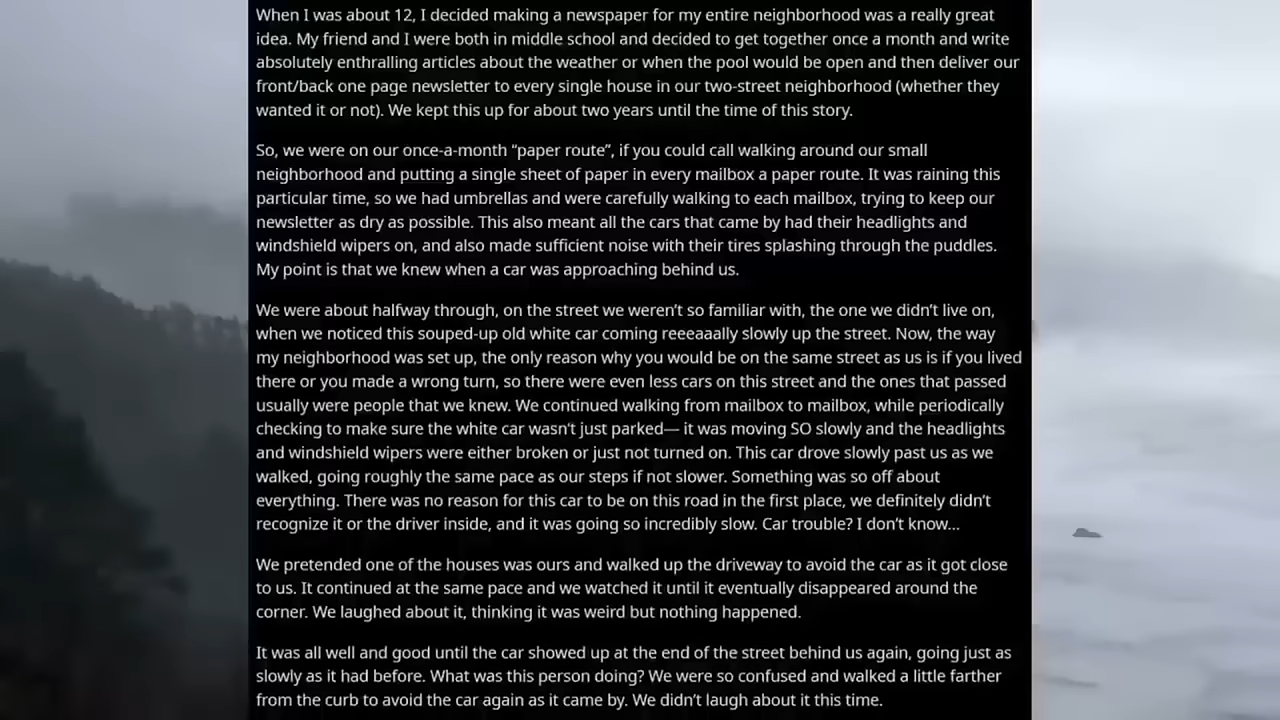 When I was about 12, I decided making a newspaper for my entire neighborhood was a really great
idea. My friend and I were both in middle school and decided to get together once a month and write
absolutely enthralling articles about the weather or when the pool would be open and then deliver our
front/back one page newsletter to every single house in our two-street neighborhood (whether they
wanted it or not). We kept this up for about two years until the time of this story.
So, we were on our once-a-month “paper route”, if you could call walking around our small
neighborhood and putting a single sheet of paper in every mailbox a paper route. It was raining this
particular time, so we had umbrellas and were carefully walking to each mailbox, trying to keep our
newsletter as dry as possible. This also meant all the cars that came by had their headlights and
windshield wipers on, and also made sufficient noise with their tires splashing through the puddles.
My point is that we knew when a car was approaching behind us.
We were about halfway through, on the street we weren’t so familiar with, the one we didn’t live on,
when we noticed this souped-up old white car coming reeeaaally slowly up the street. Now, the way
my neighborhood was set up, the only reason why you would be on the same street as us is if you lived
there or you made a wrong turn, so there were even less cars on this street and the ones that passed
usually were people that we knew. We continued walking from mailbox to mailbox, while periodically
checking to make sure the white car wasn’t just parked— it was moving SO slowly and the headlights
and windshield wipers were either broken or just not turned on. This car drove slowly past us as we
walked, going roughly the same pace as our steps if not slower. Something was so off about
everything. There was no reason for this car to be on this road in the first place, we definitely didn’t
recognize it or the driver inside, and it was going so incredibly slow. Car trouble? I don’t know…
We pretended one of the houses was ours and walked up the driveway to avoid the car as it got close
to us. It continued at the same pace and we watched it until it eventually disappeared around the
corner. We laughed about it, thinking it was weird but nothing happened.
It was all well and good until the car showed up at the end of the street behind us again, going just as
slowly as it had before. What was this person doing? We were so confused and walked a little farther
from the curb to avoid the car again as it came by. We didn’t laugh about it this time.